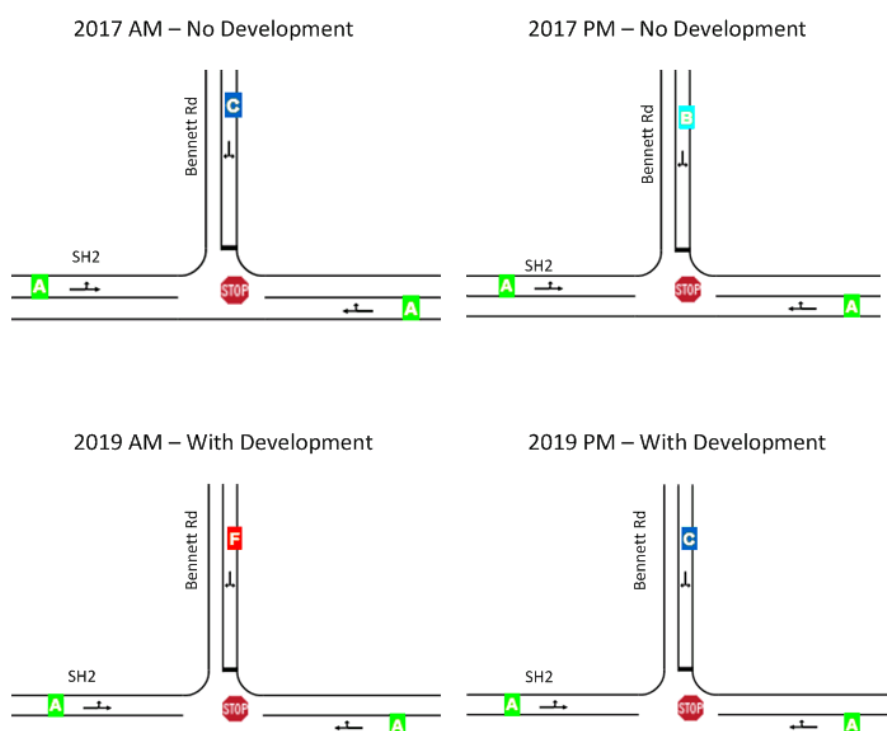 2017 AM – No Development
2017 PM – No Development
C
Bennett Rd
SH2
A
STOP
A
B
Bennett Rd
SH2
A
STOP
A
2019 AM – With Development
2019 PM – With Development
F
Bennett Rd
SH2
A
STOP
A
C
Bennett Rd
SH2
A
STOP
A